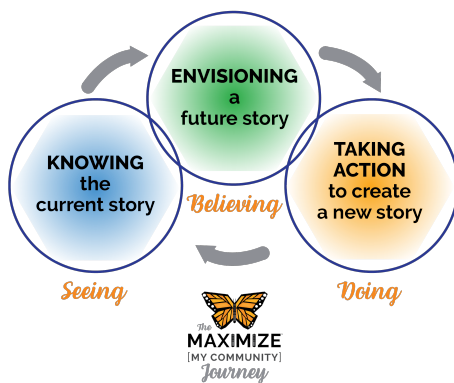 ENVISIONING
a
future story
KNOWING
the
current story
TAKING
ACTION
to create
a new story
Believing
Seeing
Doing
The
MAXIMIZE
[MY COMMUNITY]
Journey